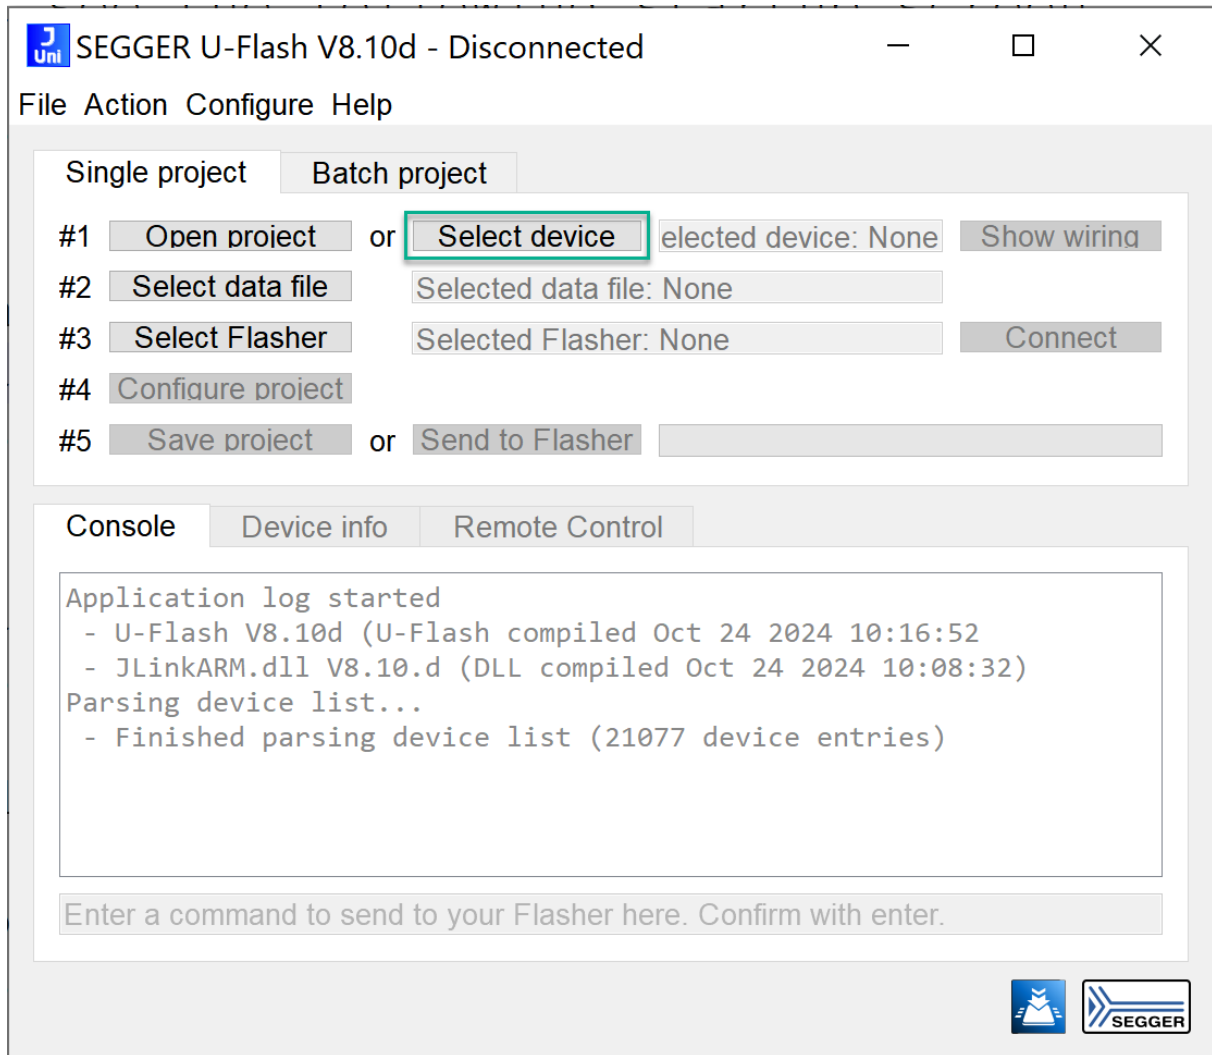 J
Uni SEGGER U-Flash V8.10d - Disconnected
File Action Configure Help
Single project Batch project
#1 Open project or Select device elected device: None Show wiring
#2 Select data file Selected data file: None
#3 Select Flasher Selected Flasher: None Connect
#4 Configure project
#5 Save project or Send to Flasher
Console Device info Remote Control
Application log started
- U-Flash V8.10d (U-Flash compiled Oct 24 2024 10:16:52
- JLinkARM.dll V8.10.d (DLL compiled Oct 24 2024 10:08:32)
Parsing device list...
- Finished parsing device list (21077 device entries)
Enter a command to send to your Flasher here. Confirm with enter.
SEGGER